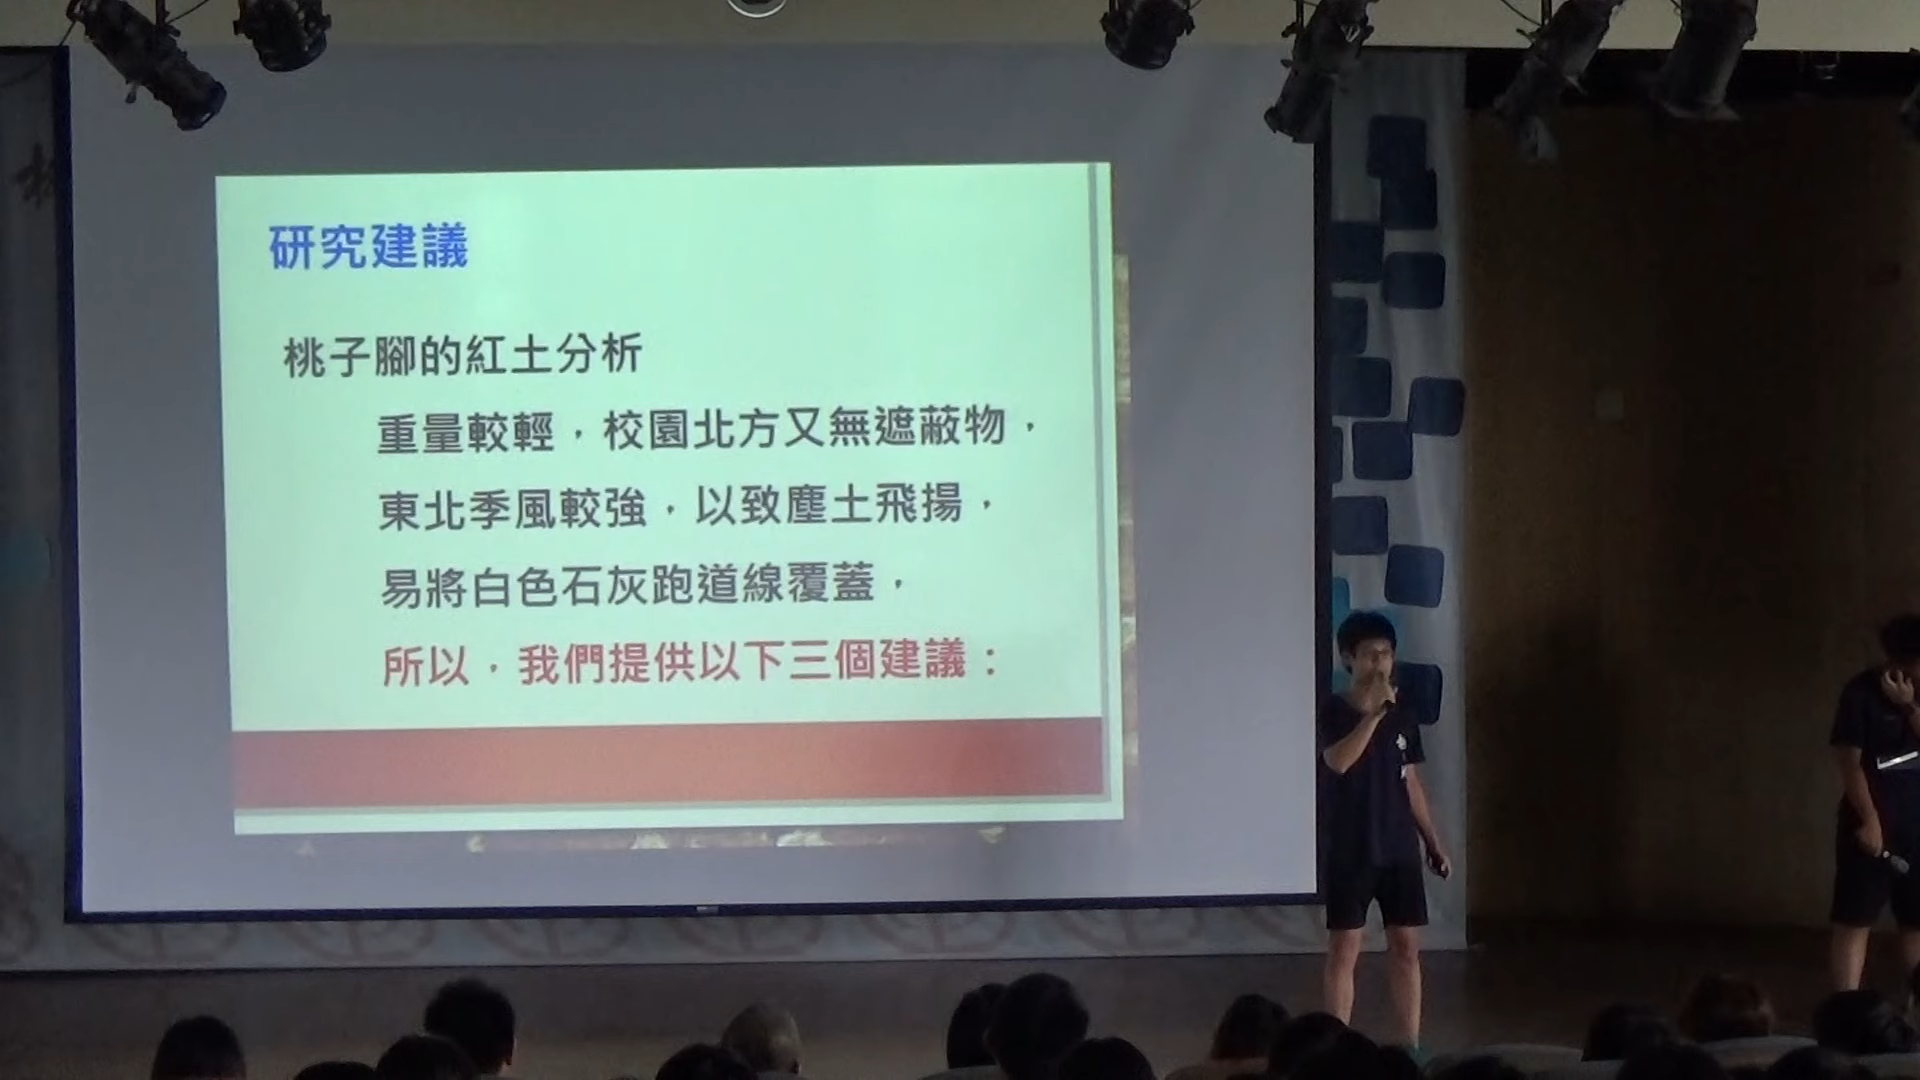 研究建議
桃子腳的紅土分析
重量較輕，校園北方又無遮蔽物，
東北季風較強，以致塵土飛揚，
易將白色石灰跑道線覆蓋，
所以，我們提供以下三個建議：